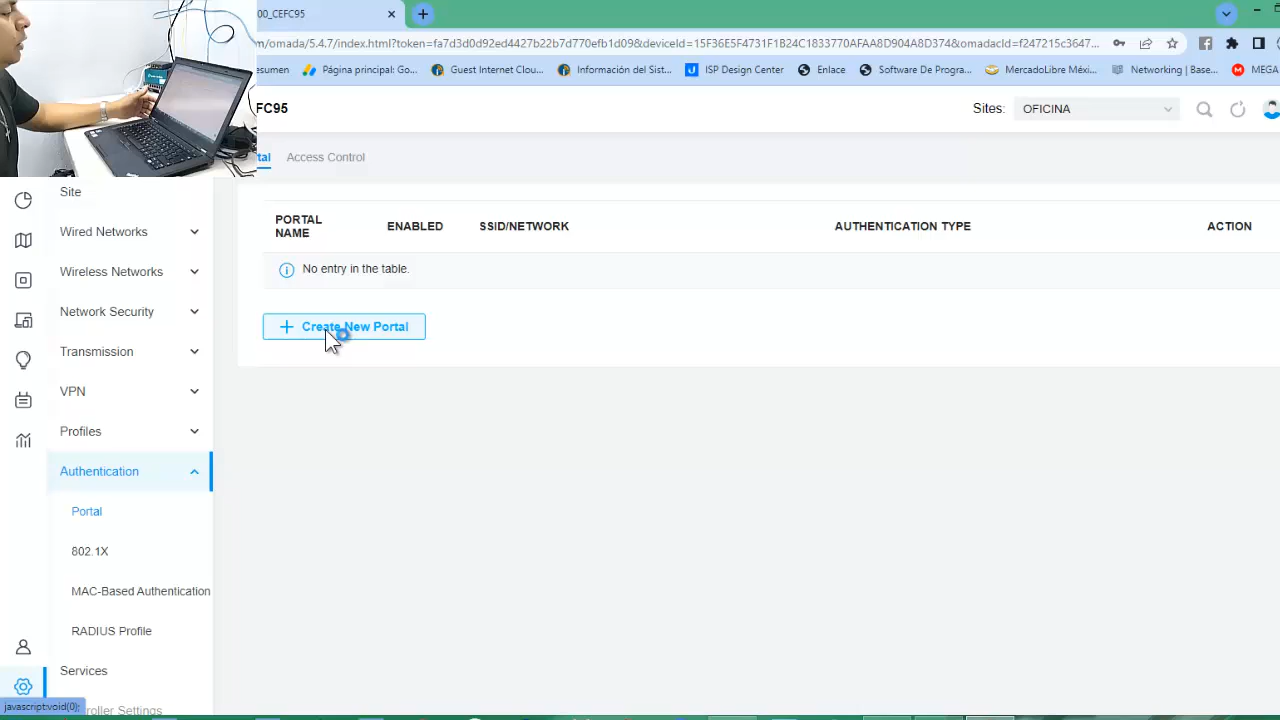 00_CEFC95
m/omada/5.4.7/index.html?token=fa7d3d0d92ed4427b22b7d770efb1d09&deviceId=15F36E5F4731F1B24C1833770AFAA8D904A8D374&omadacId=f247215c3647...
esumen
Página principal: Go...
Guest Internta Clou...
Información del Sist...
ISP Design Center
Enlaces
Software De Progra...
MercadoLibre Méxi...
Networking | Base...
MEGA
FC95
Sites:
OFICINA
tal
Access Control
Site
Wired Networks
Wireless Networks
Network Security
Transmission
VPN
Profiles
Authentication
Portal
802.1X
MAC-Based Authentication
RADIUS Profile
Services
roller Settings
javascript:void(0);
PORTAL NAME
ENABLED
SSID/NETWORK
AUTHENTICATION TYPE
ACTION
No entry in the table.
Create New Portal